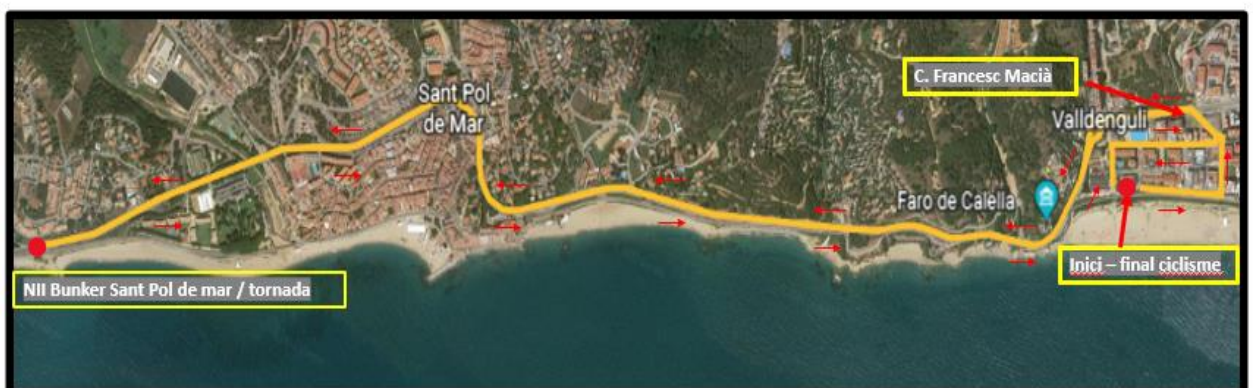 C. Francesc Macià
Sant Pol
de Mar
Valldenguli
Faro de Calella
Inici – final ciclisme
NII Bunker Sant Pol de mar / tornada